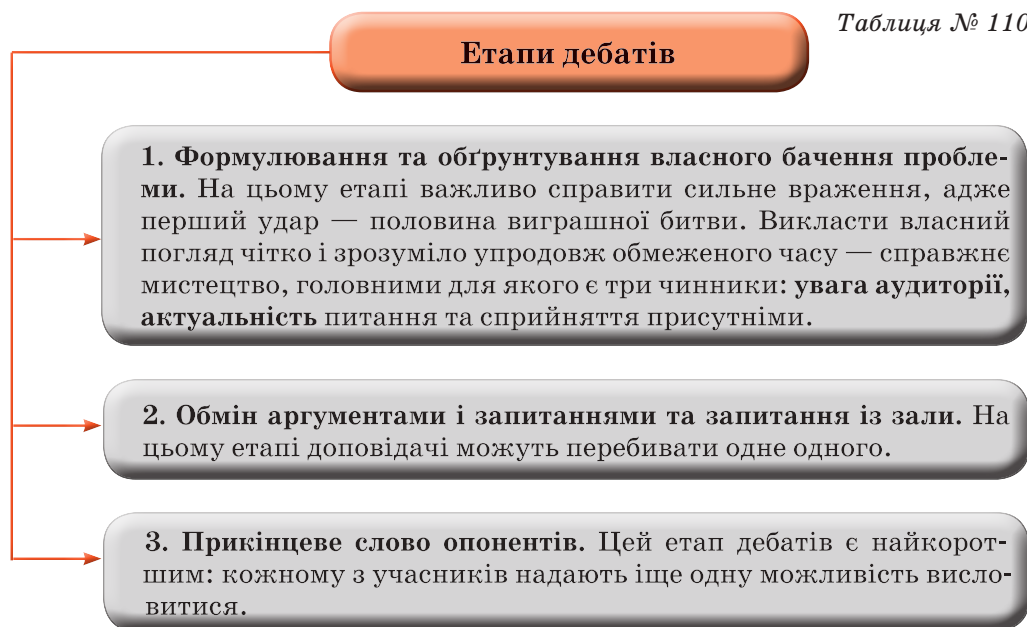 Таблиця № 110
Етапи дебатів
1. Формулювання та обґрунтування власного бачення пробле-
ми. На цьому етапі важливо справити сильне враження, адже
перший удар — половина виграшної битви. Викласти власний
погляд чітко і зрозуміло упродовж обмеженого часу — справжнє
мистецтво, головними для якого є три чинники: увага аудиторії,
актуальність питання та сприйняття присутніми.
2. Обмін аргументами і запитаннями та запитання із зали. На
цьому етапі доповідачі можуть перебивати одне одного.
3. Прикінцеве слово опонентів. Цей етап дебатів є найкорот-
шим: кожному з учасників надають іще одну можливість висло-
витися.